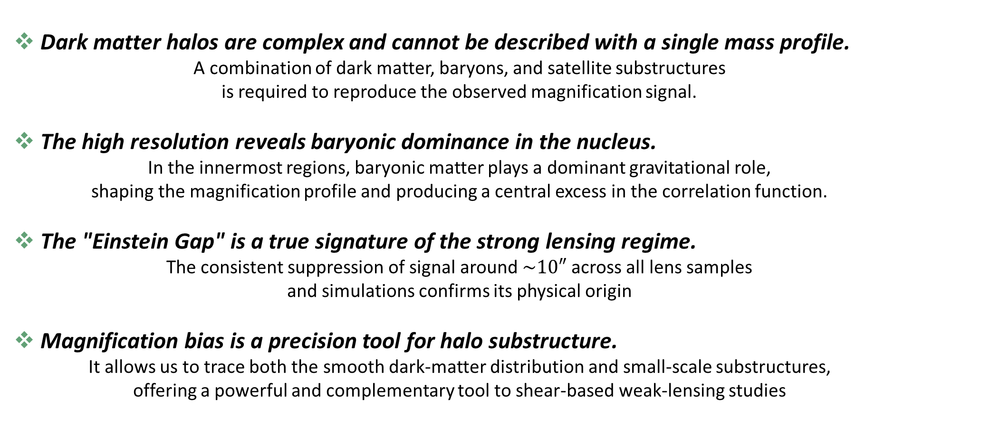 ❖ Dark matter halos are complex and cannot be described with a single mass profile.
A combination of dark matter, baryons, and satellite substructures
is required to reproduce the observed magnification signal.
❖ The high resolution reveals baryonic dominance in the nucleus.
In the innermost regions, baryonic matter plays a dominant gravitational role,
shaping the magnification profile and producing a central excess in the correlation function.
❖ The "Einstein Gap" is a true signature of the strong lensing regime.
The consistent suppression of signal around ~10″ across all lens samples
and simulations confirms its physical origin
❖ Magnification bias is a precision tool for halo substructure.
It allows us to trace both the smooth dark-matter distribution and small-scale substructures,
offering a powerful and complementary tool to shear-based weak-lensing studies